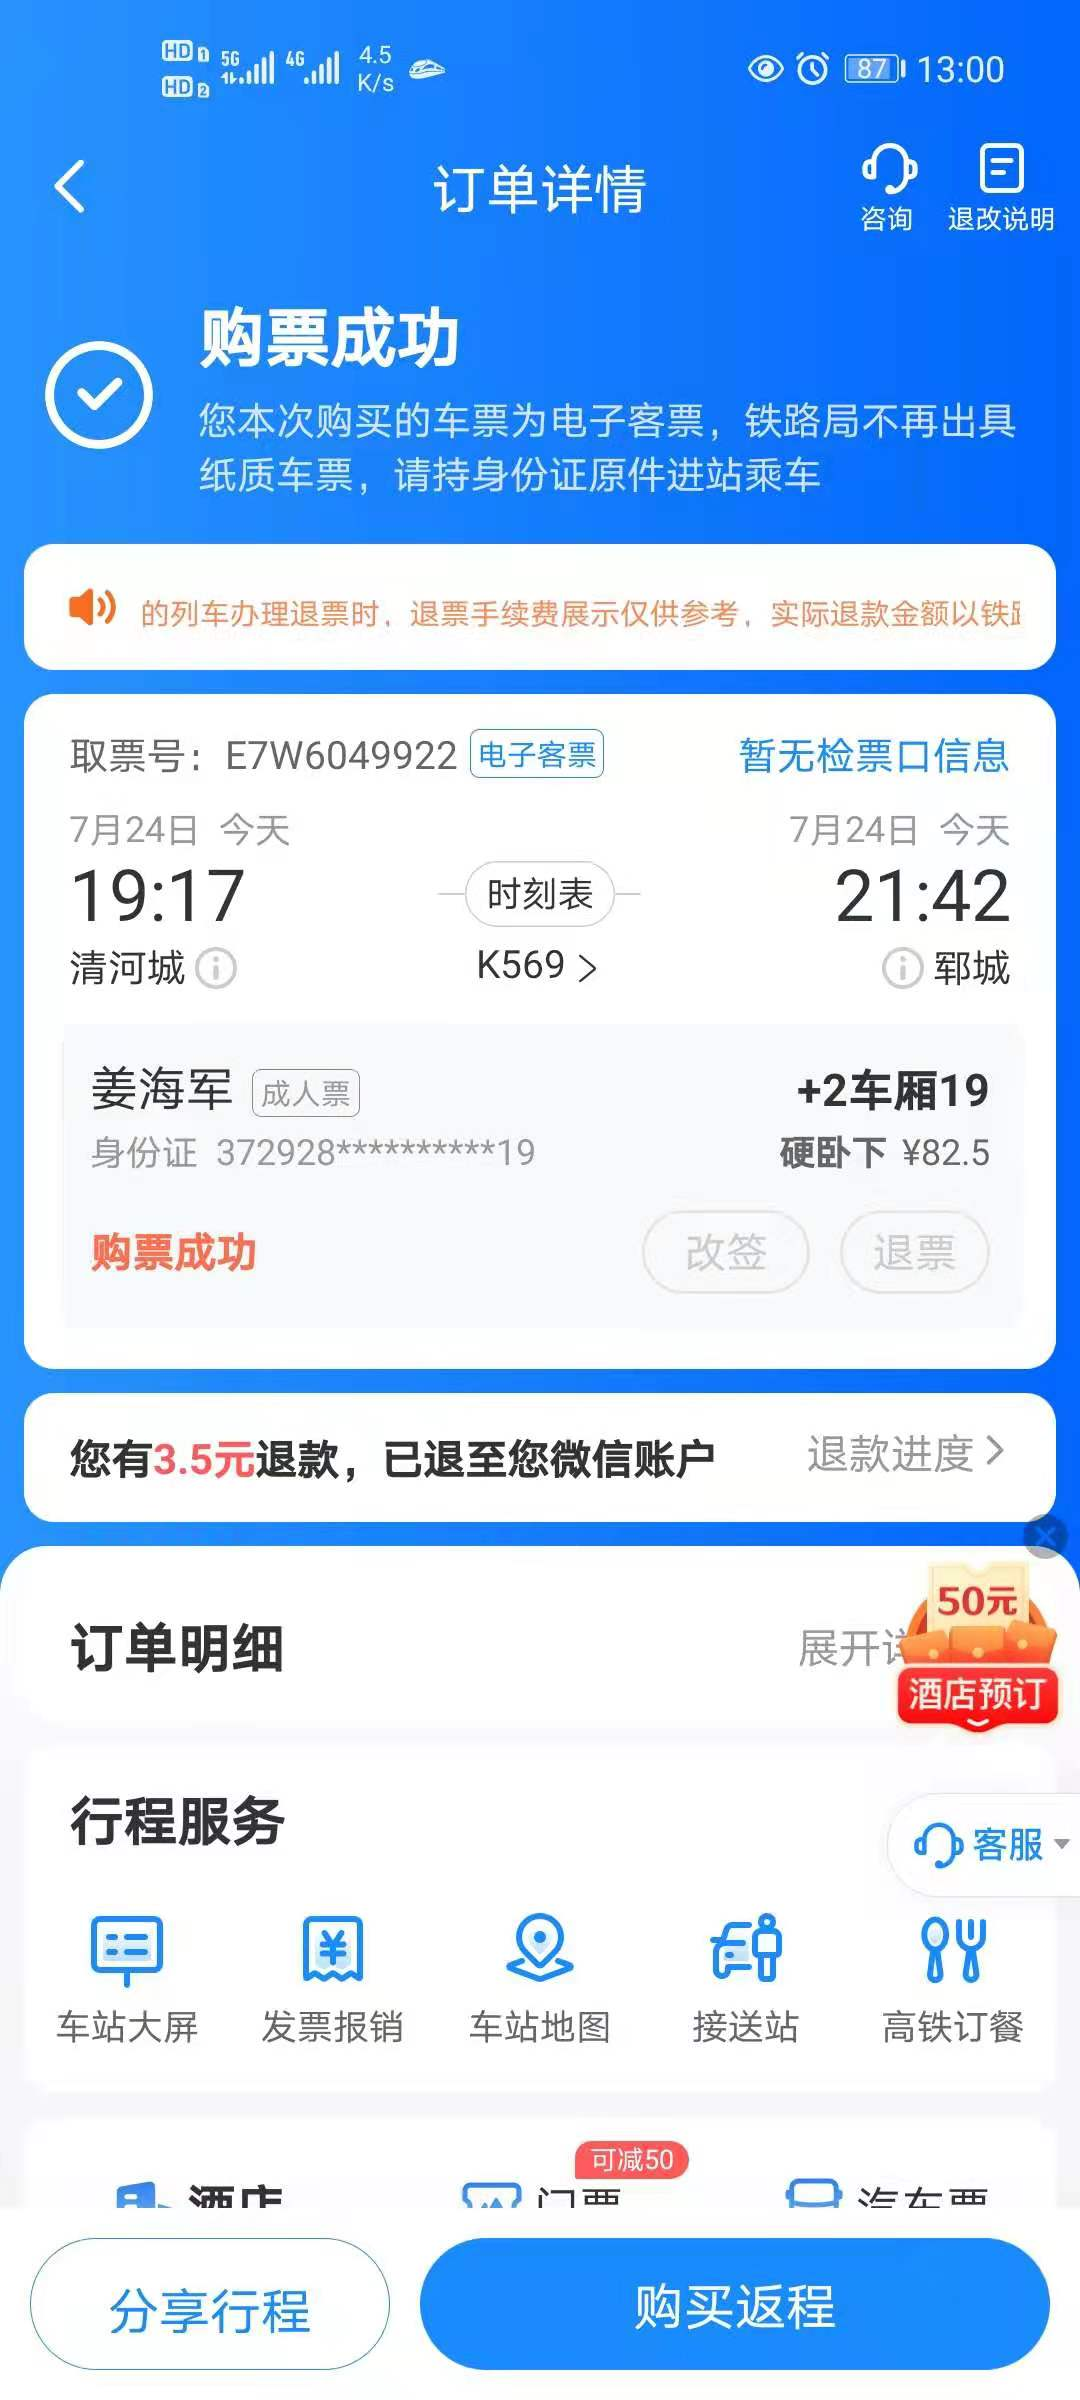 HD 1 5G 4G 4.5 87 13:00
HD 2 K/s
订单详情
咨询 退改说明
购票成功
您本次购买的车票为电子客票，铁路局不再出具
纸质车票，请持身份证原件进站乘车
的列车办理退票时，退票手续费展示仅供参考，实际退款金额以铁
取票号：E7W6049922 电子客票 暂无检票口信息
7月24日 今天 7月24日 今天
19:17 时刻表 21:42
清河城 K569 郓城
姜海军 成人票 +2车厢19
身份证 372928**********19 硬卧下 ¥82.5
购票成功 改签 退票
您有3.5元退款，已退至您微信账户 退款进度
订单明细 展开
50元
酒店预订
行程服务
客服
车站大屏 发票报销 车站地图 接送站 高铁订餐
可减50
酒店 门票 汽车票
分享行程 购买返程